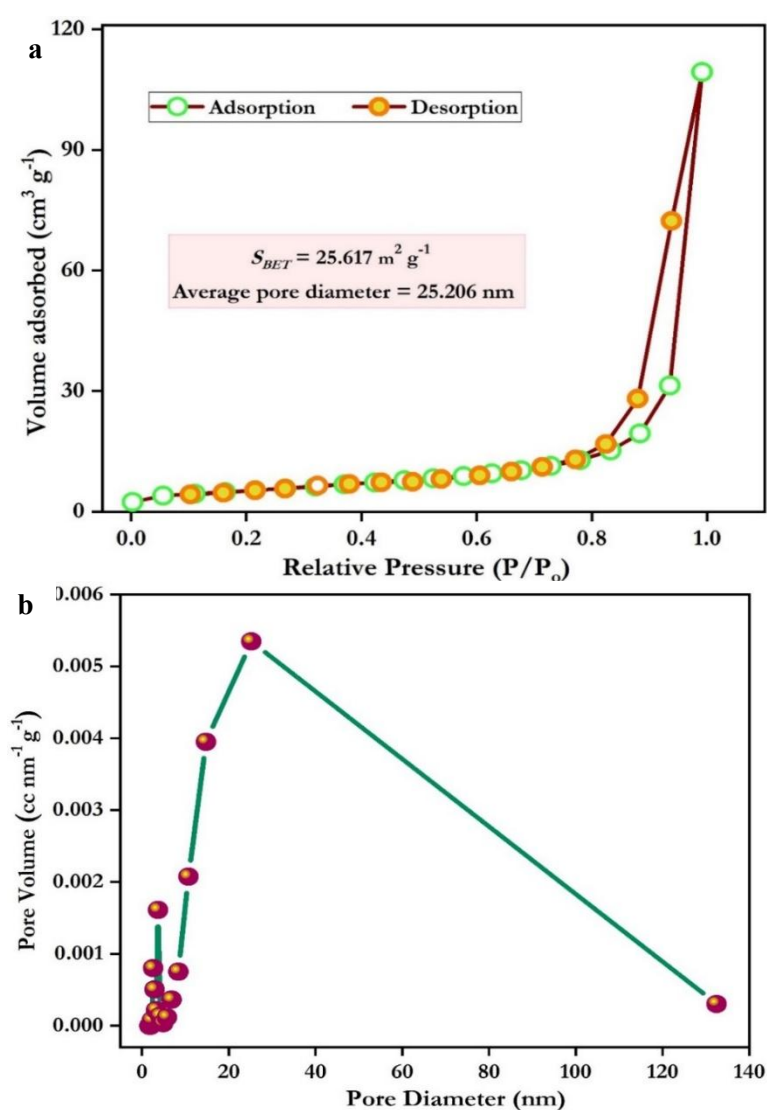 a
120
90
60
30
0
Volume adsorbed (cm³ g⁻¹)
Adsorption Desorption
S_BET = 25.617 m² g⁻¹
Average pore diameter = 25.206 nm
0.0 0.2 0.4 0.6 0.8 1.0
Relative Pressure (P/Pₒ)
b
0.006
0.005
0.004
0.003
0.002
0.001
0.000
Pore Volume (cc nm⁻¹ g⁻¹)
0 20 40 60 80 100 120 140
Pore Diameter (nm)